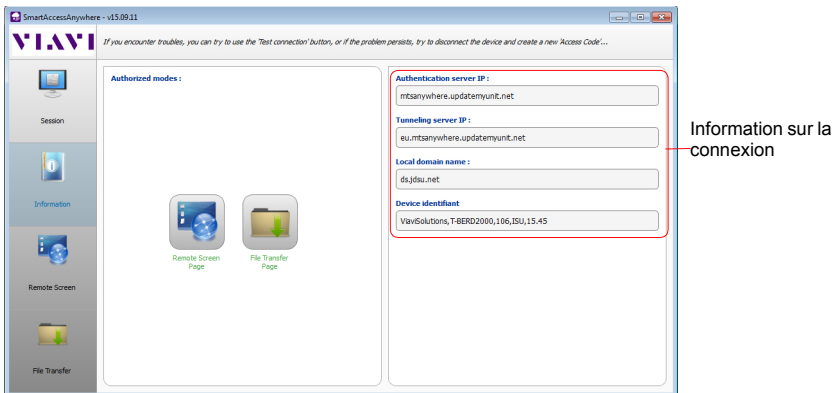 SmartAccessAnywhere - v15.09.11
VIAVI
If you encounter troubles, you can try to use the 'Test connection' button, or if the problem persists, try to disconnect the device and create a new 'Access Code'...
Session
Information
Remote Screen
File Transfer
Authorized modes :
Remote Screen
Page
File Transfer
Page
Authentication server IP :
mtsanywhere.updatemyunit.net
Tunneling server IP :
eu.mtsanywhere.updatemyunit.net
Local domain name :
ds.jdsu.net
Device identifiant
ViaviSolutions,T-BERD2000,106,ISU,15.45
Information sur la
connexion